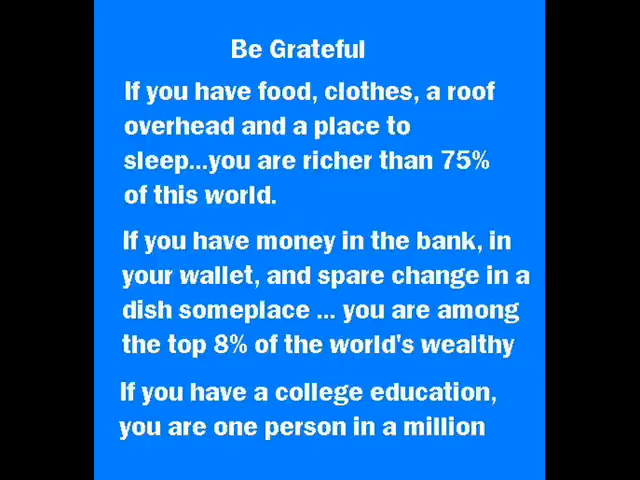 Be Grateful
If you have food, clothes, a roof
overhead and a place to
sleep...you are richer than 75%
of this world.
If you have money in the bank, in
your wallet, and spare change in a
dish someplace ... you are among
the top 8% of the world's wealthy
If you have a college education,
you are one person in a million